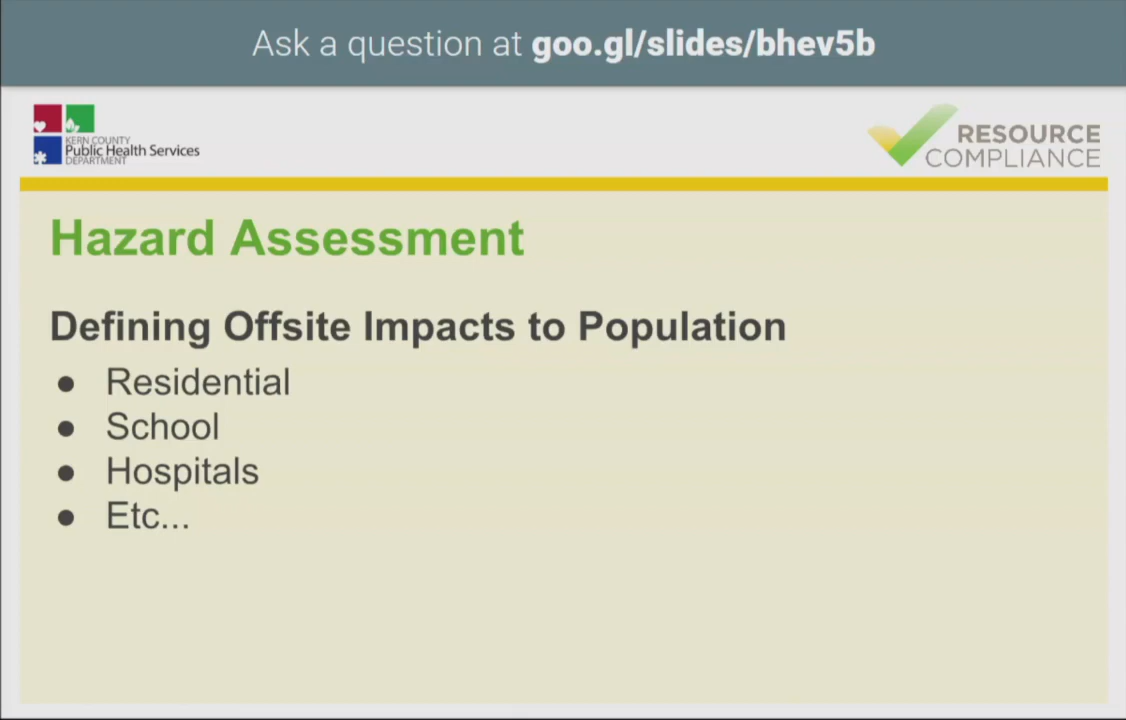 Ask a question at goo.gl/slides/bhev5b
KERN COUNTY
Public Health Services
DEPARTMENT
RESOURCE
COMPLIANCE
Hazard Assessment
Defining Offsite Impacts to Population
● Residential
● School
● Hospitals
● Etc...